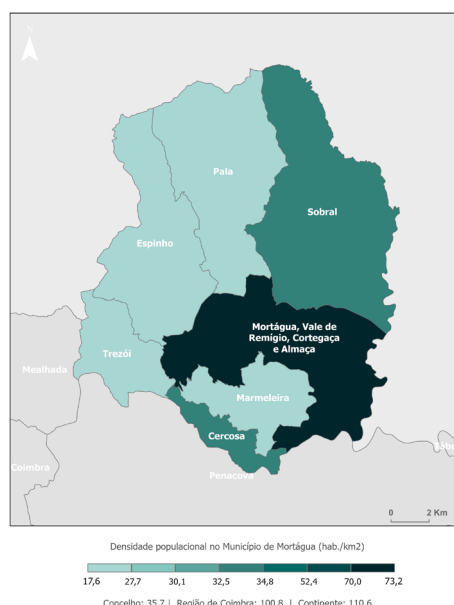 N
Pala
Sobral
Espinho
Mortágua, Vale de
Remígio, Cortegaça
e Almaça
Trezói
Mealhada
Marmeleira
Cercosa
Coimbra
Penacova
0 2 Km
Densidade populacional no Município de Mortágua (hab./km2)
17,6 27,7 30,1 32,5 34,8 52,4 70,0 73,2
Concelho: 35,7 | Região de Coimbra: 100,8 | Continente: 110,6